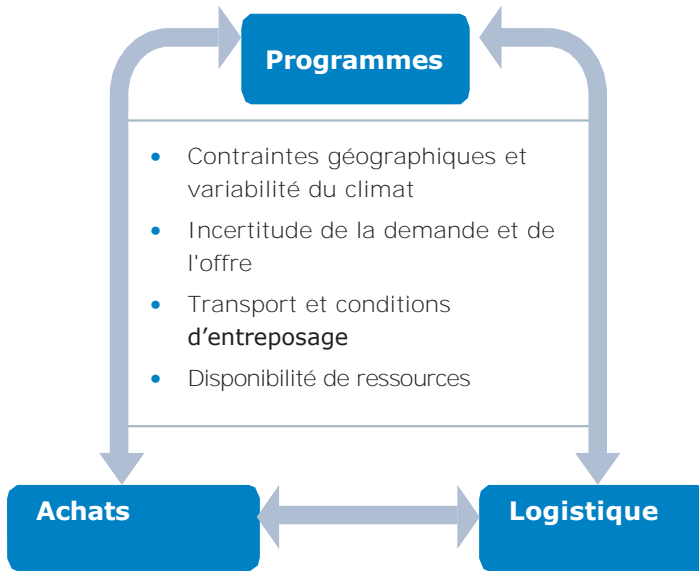 Programmes
• Contraintes géographiques et
variabilité du climat
• Incertitude de la demande et de
l'offre
• Transport et conditions
d’entreposage
• Disponibilité de ressources
Achats
Logistique